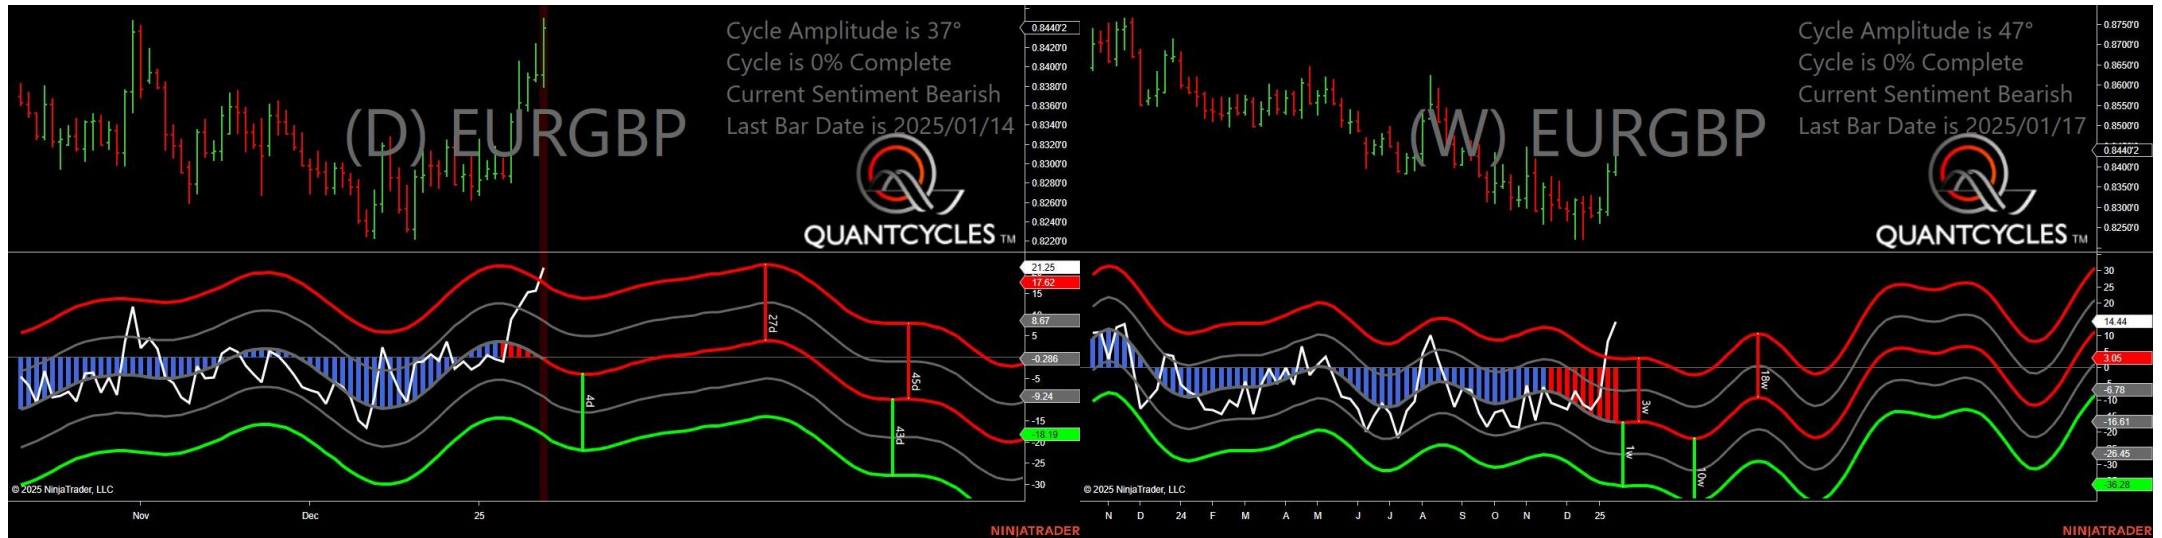 Cycle Amplitude is 37°
Cycle is 0% Complete
Current Sentiment Bearish
Last Bar Date is 2025/01/14
(D) EURGBP
QUANTCYCLES TM
0.8440'2
0.8420'0
0.8400'0
0.8360'0
0.8340'0
0.8320'0
0.8300'0
0.8280'0
0.8260'0
0.8240'0
0.8220'0
21.25
17.62
15
8.67
5
-0.286
-5
-9.24
-15
-18.19
-20
-25
-30
27d
45d
4d
43d
© 2025 NinjaTrader, LLC
Nov
Dec
25
NINJATRADER
Cycle Amplitude is 47°
Cycle is 0% Complete
Current Sentiment Bearish
Last Bar Date is 2025/01/17
(W) EURGBP
QUANTCYCLES TM
0.8750'0
0.8700'0
0.8650'0
0.8600'0
0.8550'0
0.8500'0
0.8440'2
0.8400'0
0.8350'0
0.8300'0
0.8250'0
30
25
20
14.44
10
3.05
0
-6.78
-10
-16.61
-20
-26.45
-30
-36.28
3w
18w
1w
10w
© 2025 NinjaTrader, LLC
N D 24 F M A M J J A S O N D 25
NINJATRADER